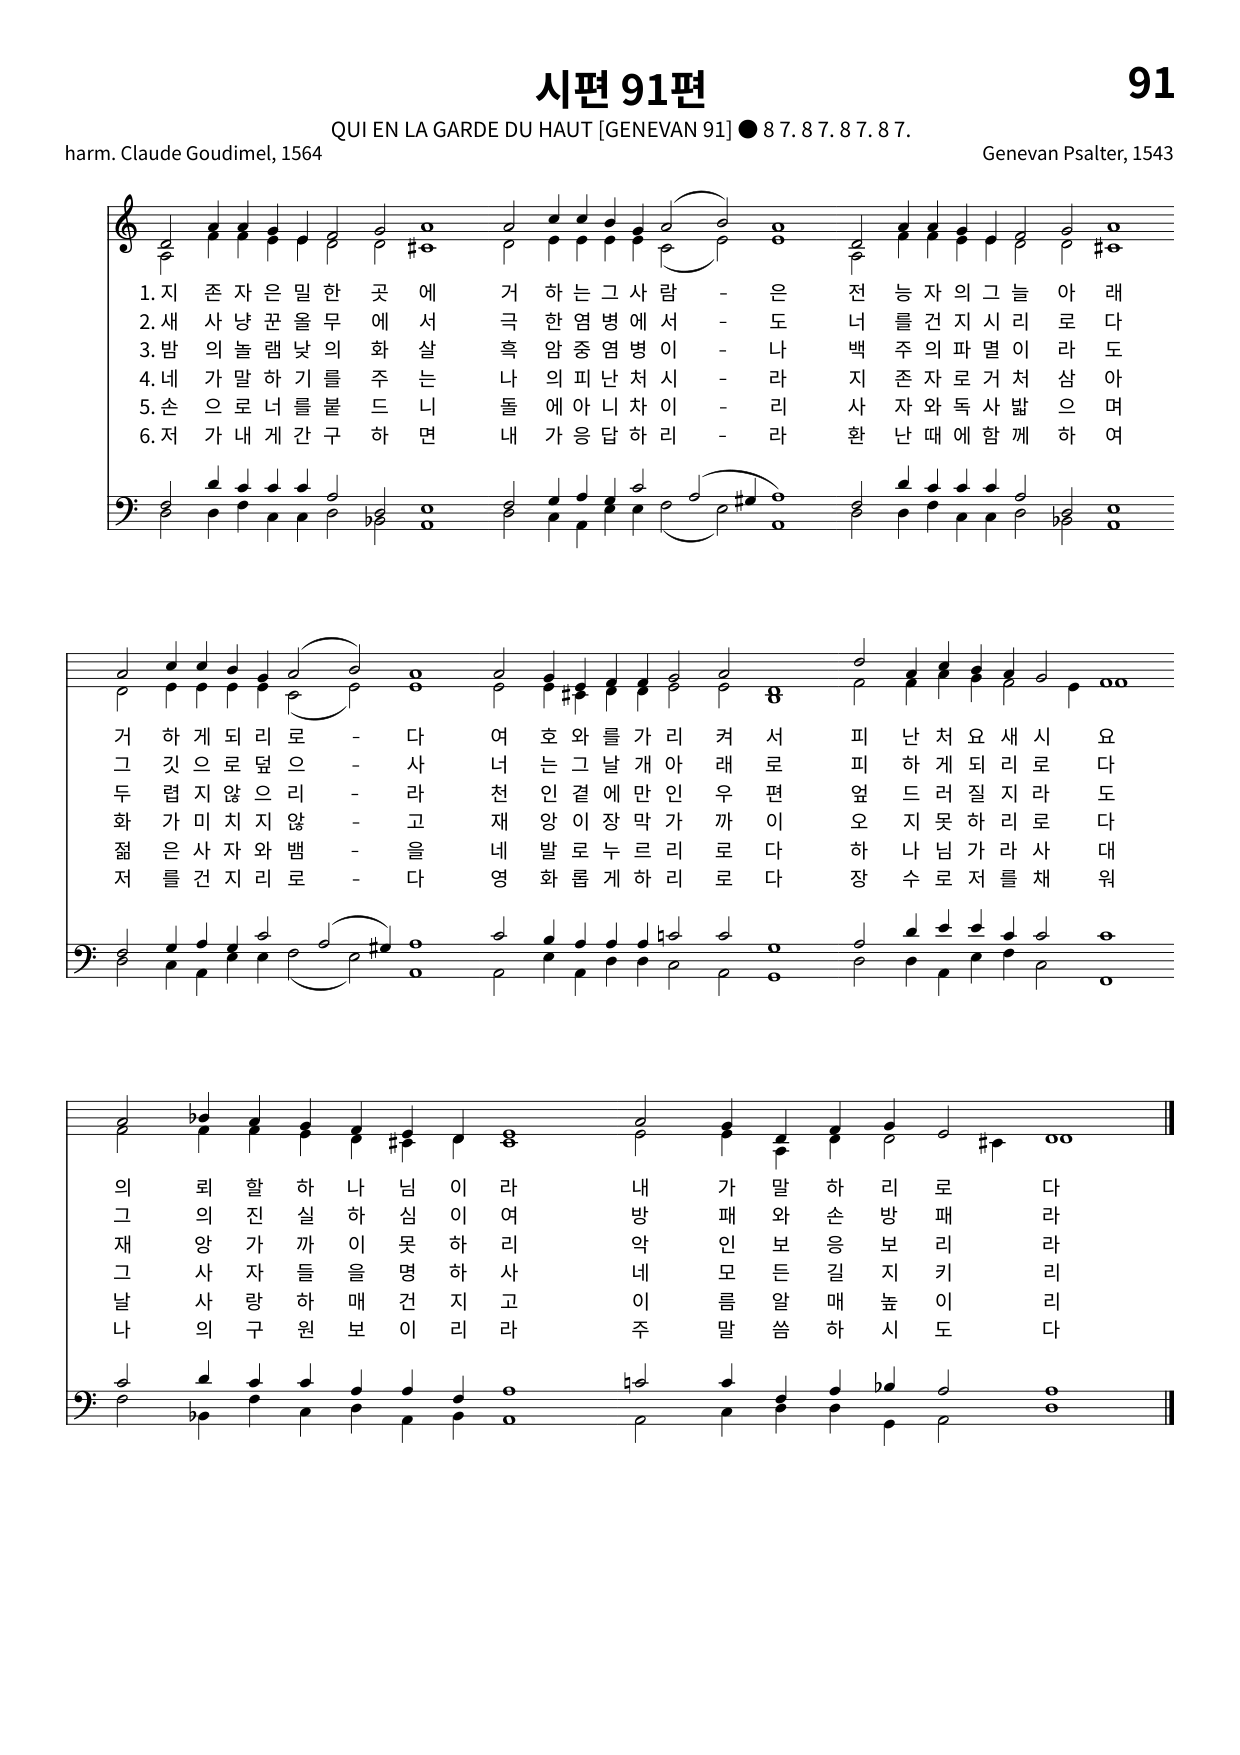 시편 91편
91
QUI EN LA GARDE DU HAUT [GENEVAN 91] ● 8 7. 8 7. 8 7. 8 7.
harm. Claude Goudimel, 1564
Genevan Psalter, 1543
1. 지 존 자 은 밀 한 곳 에 거 하 는 그 사 람 - 은 전 능 자 의 그 늘 아 래
2. 새 사 냥 꾼 올 무 에 서 극 한 염 병 에 서 - 도 너 를 건 지 시 리 로 다
3. 밤 의 놀 램 낮 의 화 살 흑 암 중 염 병 이 - 나 백 주 의 파 멸 이 라 도
4. 네 가 말 하 기 를 주 는 나 의 피 난 처 시 - 라 지 존 자 로 거 처 삼 아
5. 손 으 로 너 를 붙 드 니 돌 에 아 니 차 이 - 리 사 자 와 독 사 밟 으 며
6. 저 가 내 게 간 구 하 면 내 가 응 답 하 리 - 라 환 난 때 에 함 께 하 여
거 하 게 되 리 로 - 다 여 호 와 를 가 리 켜 서 피 난 처 요 새 시 요
그 깃 으 로 덮 으 - 사 너 는 그 날 개 아 래 로 피 하 게 되 리 로 다
두 렵 지 않 으 리 - 라 천 인 곁 에 만 인 우 편 엎 드 러 질 지 라 도
화 가 미 치 지 않 - 고 재 앙 이 장 막 가 까 이 오 지 못 하 리 로 다
젊 은 사 자 와 뱀 - 을 네 발 로 누 르 리 로 다 하 나 님 가 라 사 대
저 를 건 지 리 로 - 다 영 화 롭 게 하 리 로 다 장 수 로 저 를 채 워
의 뢰 할 하 나 님 이 라 내 가 말 하 리 로 다
그 의 진 실 하 심 이 여 방 패 와 손 방 패 라
재 앙 가 까 이 못 하 리 악 인 보 응 보 리 라
그 사 자 들 을 명 하 사 네 모 든 길 지 키 리
날 사 랑 하 매 건 지 고 이 름 알 매 높 이 리
나 의 구 원 보 이 리 라 주 말 씀 하 시 도 다